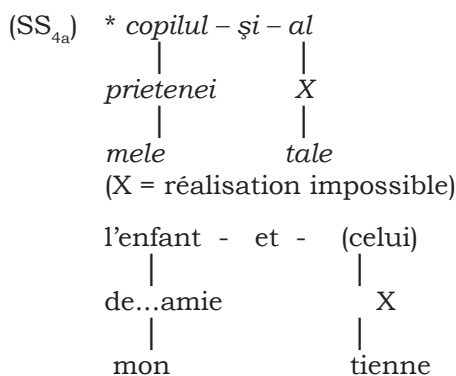 (SS4a) * copilul – şi – al
prietenei X
mele tale
(X = réalisation impossible)
l'enfant - et - (celui)
de...amie X
mon tienne